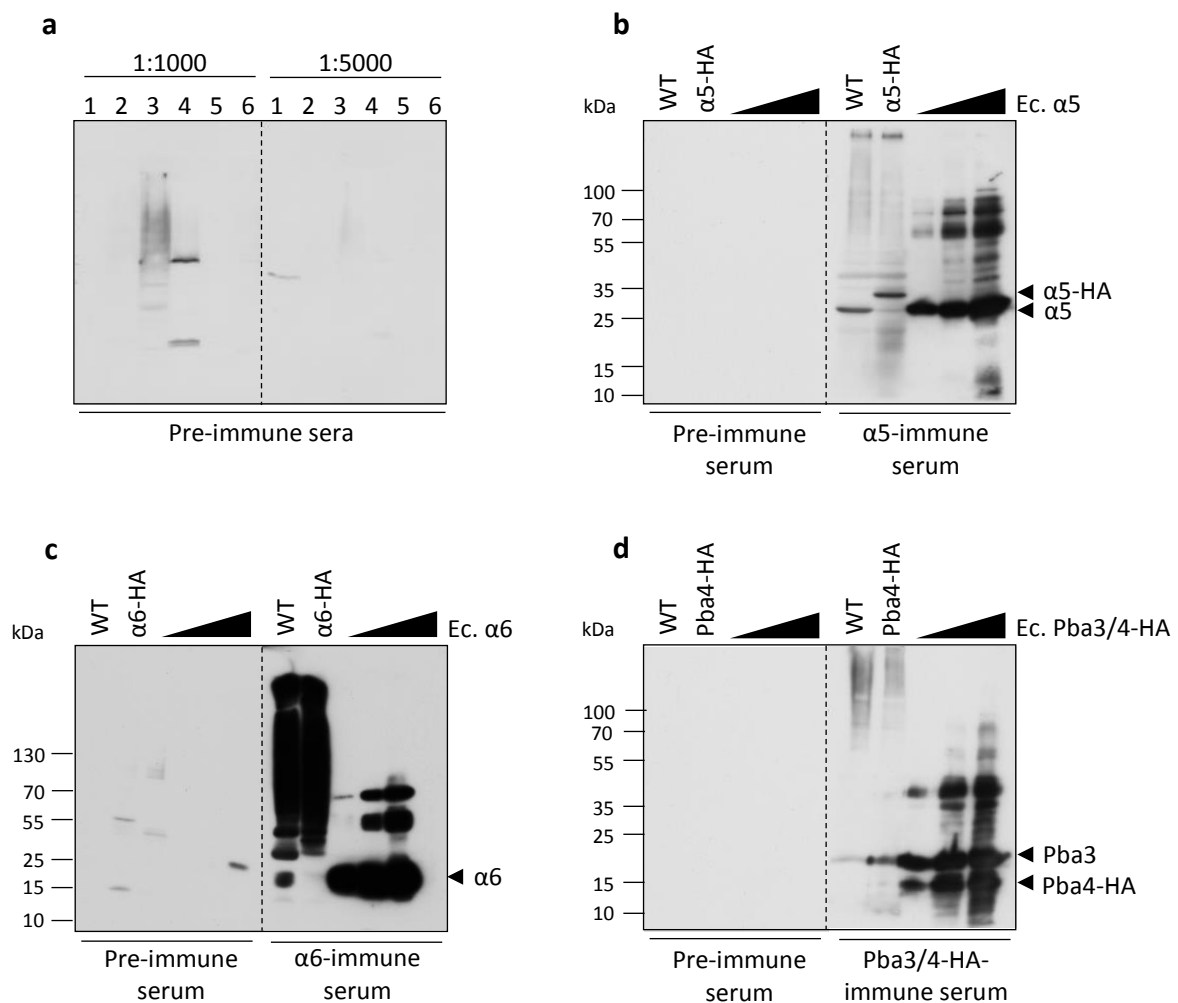 a
1:1000 1:5000
1 2 3 4 5 6 1 2 3 4 5 6
Pre-immune sera
b
kDa WT α5-HA WT α5-HA Ec. α5
100
70
55
35
25
15
10
α5-HA
α5
Pre-immune serum
α5-immune serum
c
kDa WT α6-HA WT α6-HA Ec. α6
130
70
55
25
15
10
α6
Pre-immune serum
α6-immune serum
d
kDa WT Pba4-HA WT Pba4-HA Ec. Pba3/4-HA
100
70
55
35
25
15
10
Pba3
Pba4-HA
Pre-immune serum
Pba3/4-HA-
immune serum